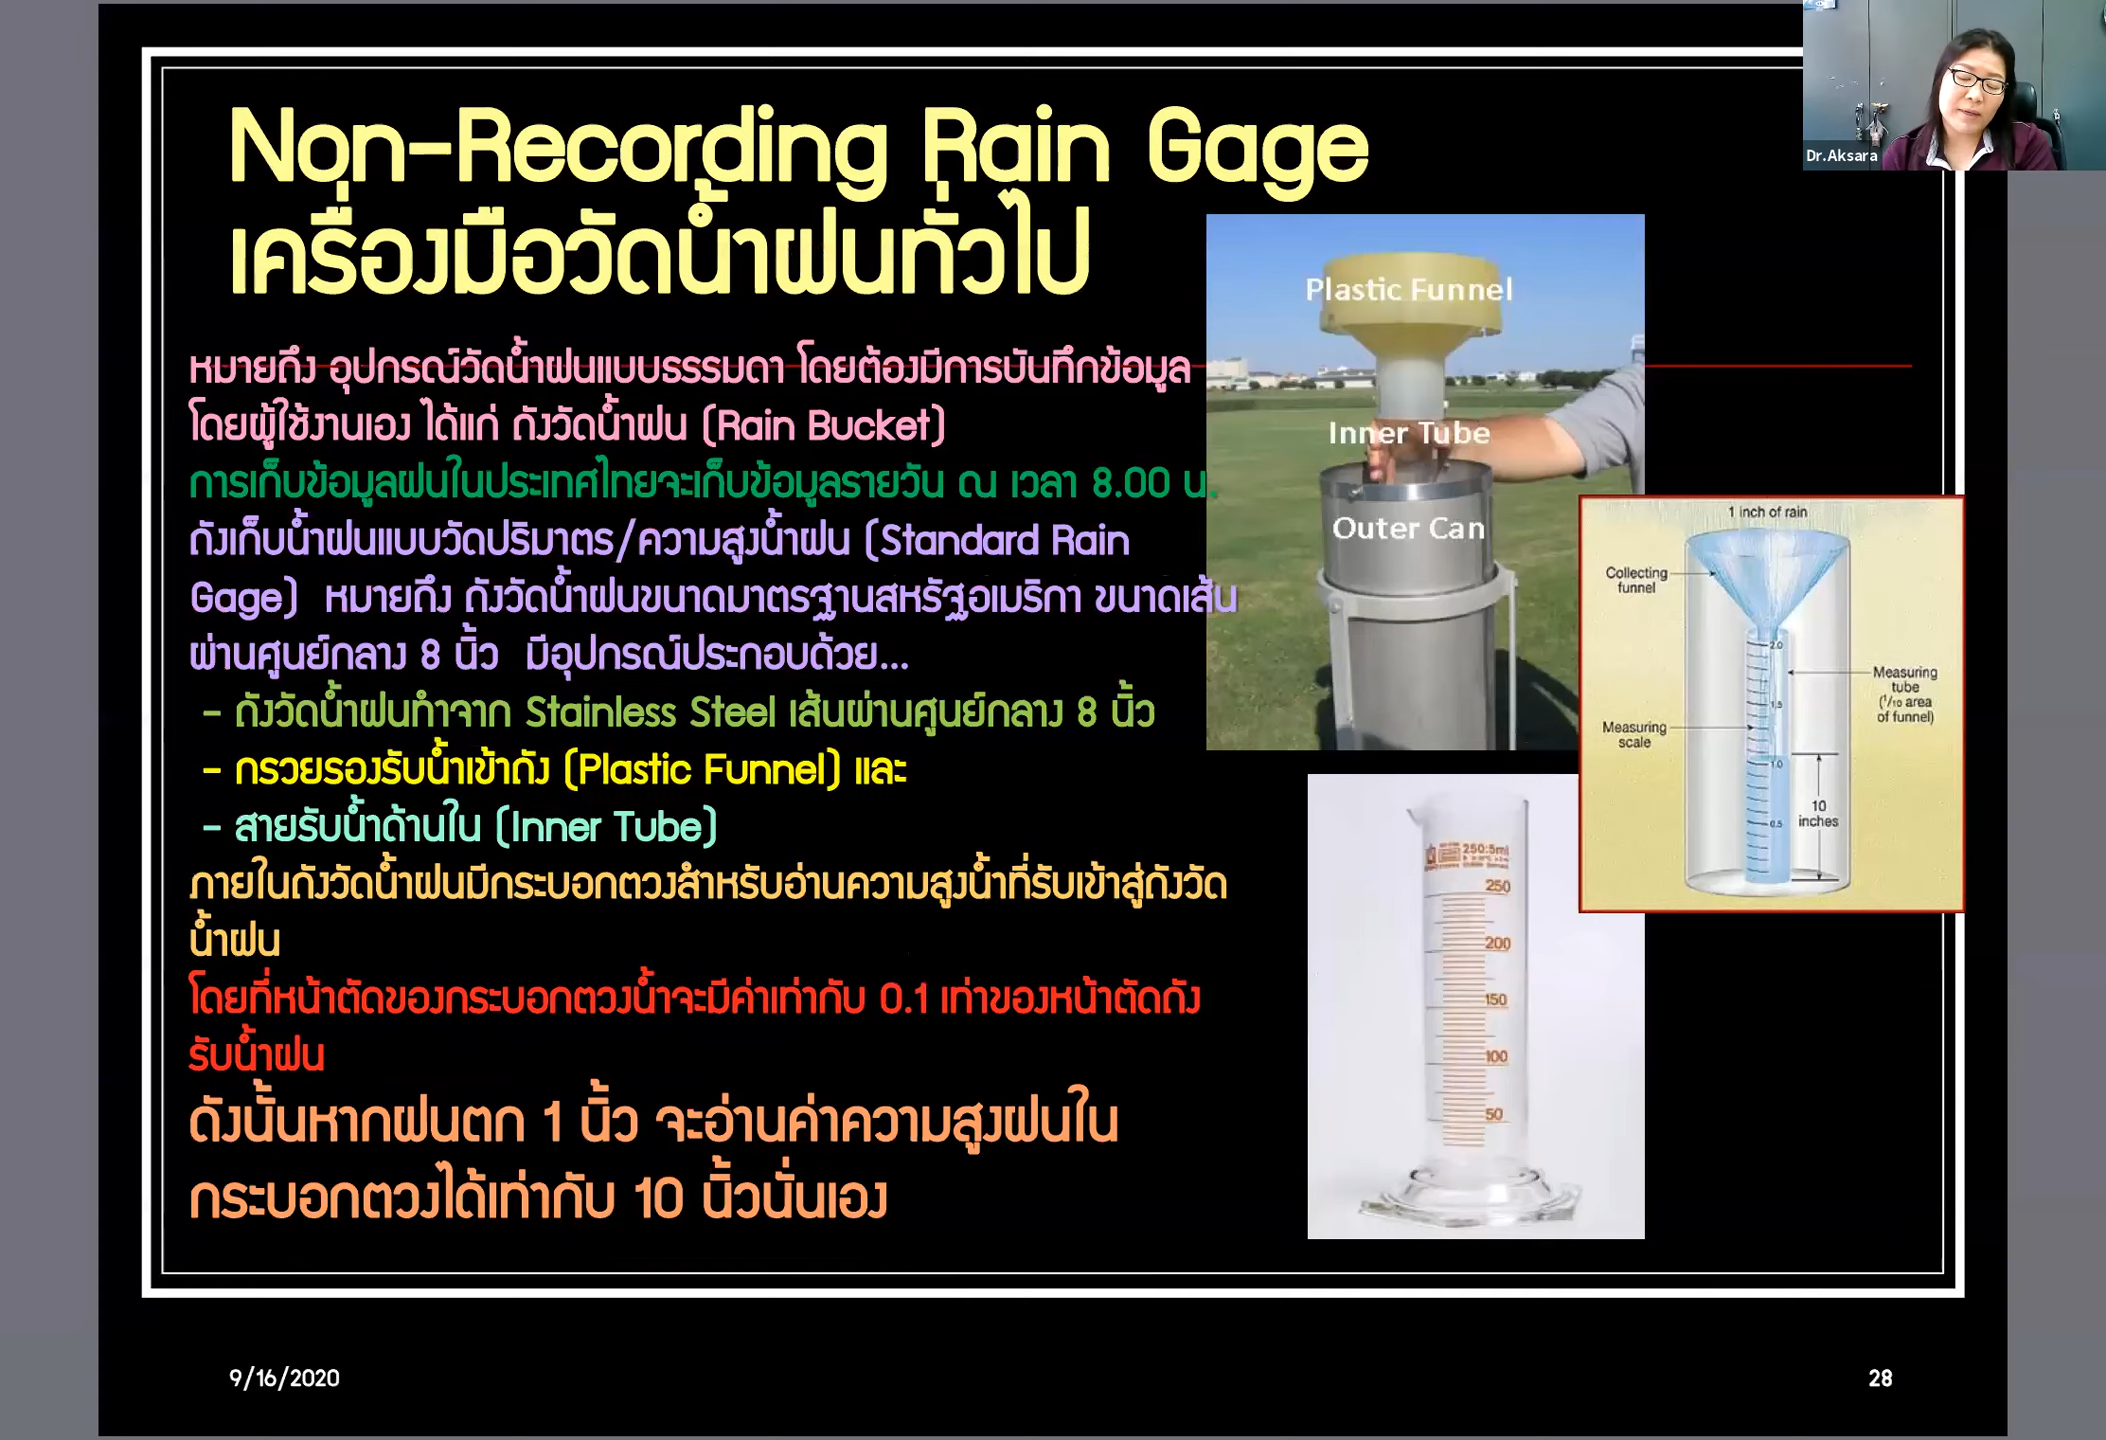 Non-Recording Rain Gage
เครื่องมือวัดน้ำฝนทั่วไป
หมายถึง อุปกรณ์วัดน้ำฝนแบบธรรมดา โดยต้องมีการบันทึกข้อมูล
โดยผู้ใช้งานเอง ได้แก่ ถังวัดน้ำฝน (Rain Bucket)
การเก็บข้อมูลฝนในประเทศไทยจะเก็บข้อมูลรายวัน ณ เวลา 8.00 น.
ถังเก็บน้ำฝนแบบวัดปริมาตร/ความสูงน้ำฝน (Standard Rain
Gage) หมายถึง ถังวัดน้ำฝนขนาดมาตรฐานสหรัฐอเมริกา ขนาดเส้น
ผ่านศูนย์กลาง 8 นิ้ว มีอุปกรณ์ประกอบด้วย...
- ถังวัดน้ำฝนทำจาก Stainless Steel เส้นผ่านศูนย์กลาง 8 นิ้ว
- กรวยรองรับน้ำเข้าถัง (Plastic Funnel) และ
- สายรับน้ำด้านใน (Inner Tube)
ภายในถังวัดน้ำฝนมีกระบอกตวงสำหรับอ่านความสูงน้ำที่รับเข้าสู่ถังวัด
น้ำฝน
โดยที่หน้าตัดของกระบอกตวงน้ำจะมีค่าเท่ากับ 0.1 เท่าของหน้าตัดถัง
รับน้ำฝน
ดังนั้นหากฝนตก 1 นิ้ว จะอ่านค่าความสูงฝนใน
กระบอกตวงได้เท่ากับ 10 นิ้วนั่นเอง
Plastic Funnel
Inner Tube
Outer Can
1 inch of rain
Collecting
funnel
2.0
Measuring
tube
(1/10 area
of funnel)
1.5
Measuring
scale
1.0
10
inches
0.5
250:5ml
250
200
150
100
50
Dr.Aksara
9/16/2020
28